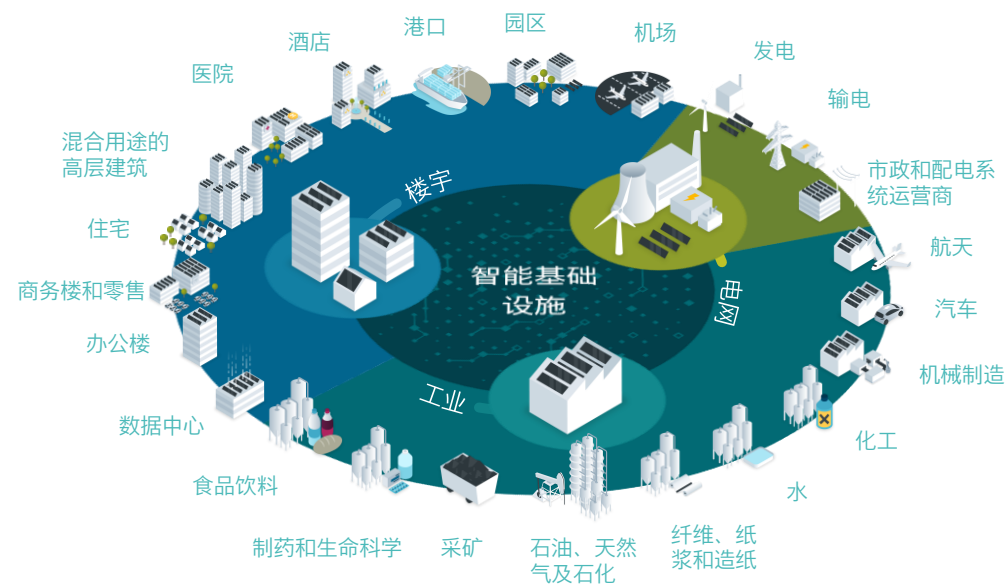 港口
园区
机场
酒店
发电
医院
输电
混合用途的
高层建筑
市政和配电系
统运营商
楼宇
住宅
航天
智能基础
设施
商务楼和零售
电网
汽车
办公楼
机械制造
工业
数据中心
化工
食品饮料
水
制药和生命科学
采矿
石油、天然
气及石化
纤维、纸
浆和造纸